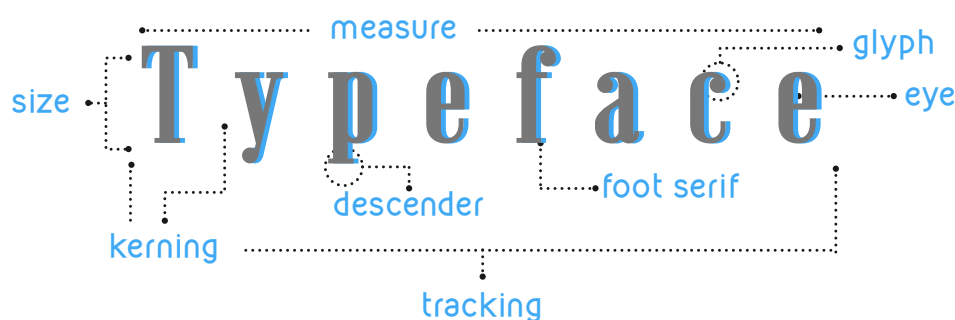 measure
glyph
Typeface
size
eye
foot serif
descender
kerning
tracking